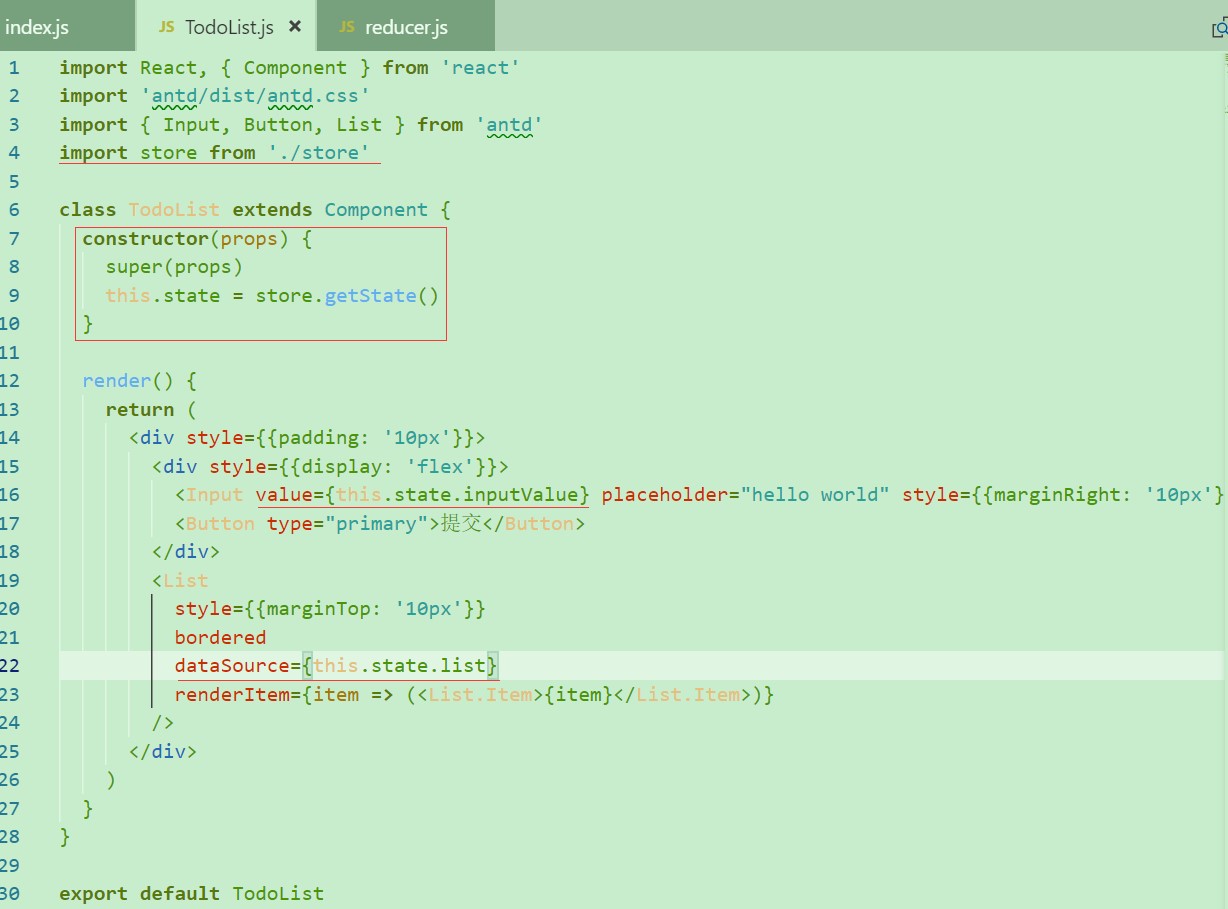 index.js JS TodoList.js × JS reducer.js
1 import React, { Component } from 'react'
2 import 'antd/dist/antd.css'
3 import { Input, Button, List } from 'antd'
4 import store from './store'
5
6 class TodoList extends Component {
7   constructor(props) {
8     super(props)
9     this.state = store.getState()
10   }
11
12   render() {
13     return (
14       <div style={{padding: '10px'}}>
15         <div style={{display: 'flex'}}>
16           <Input value={this.state.inputValue} placeholder="hello world" style={{marginRight: '10px'}
17           <Button type="primary">提交</Button>
18         </div>
19         <List
20           style={{marginTop: '10px'}}
21           bordered
22           dataSource={this.state.list}
23           renderItem={item => (<List.Item>{item}</List.Item>)}
24         />
25       </div>
26     )
27   }
28 }
29
30 export default TodoList